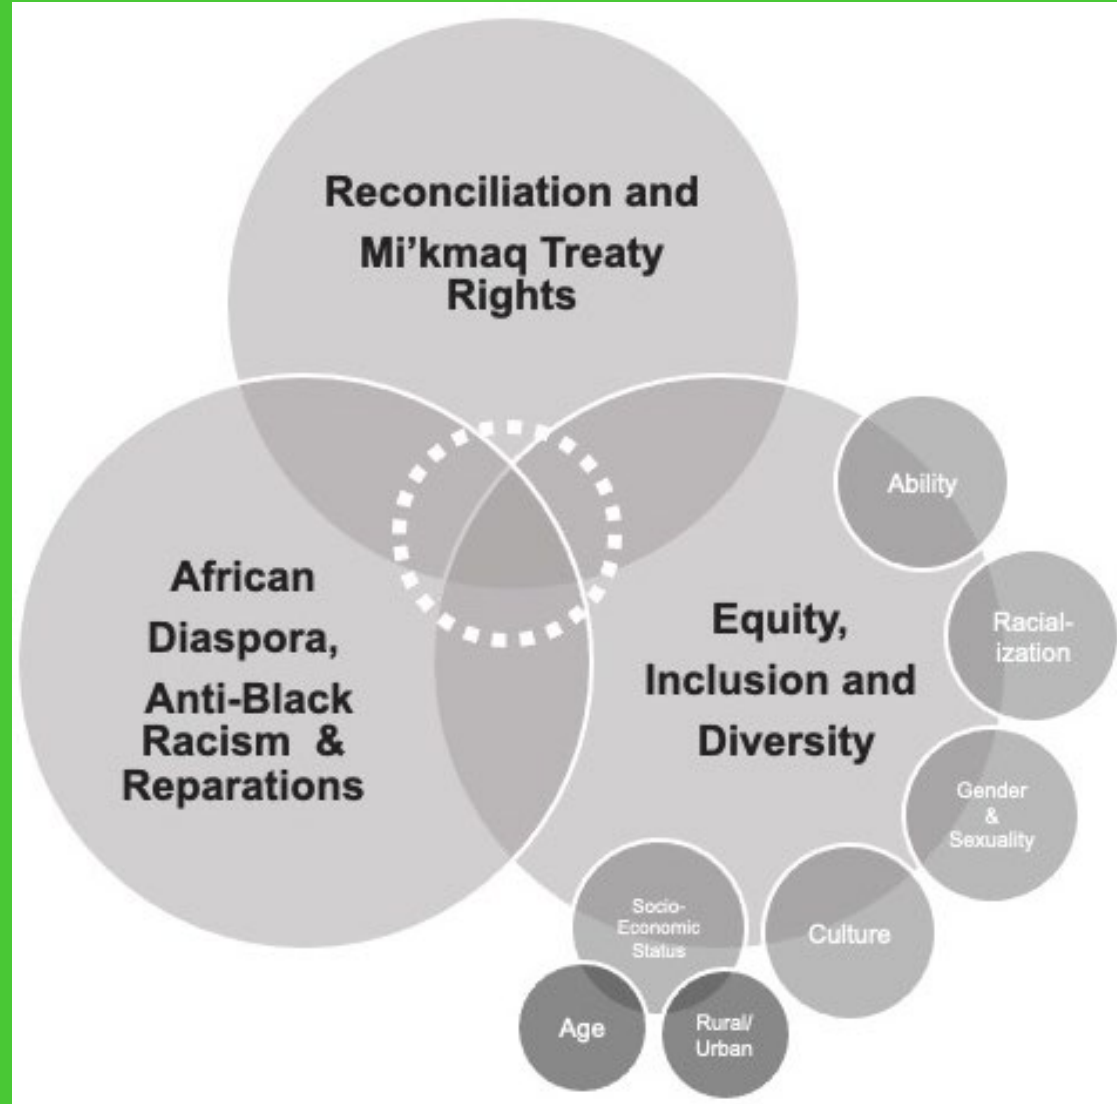 Reconciliation and
Mi’kmaq Treaty
Rights
African
Diaspora,
Anti-Black
Racism &
Reparations
Equity,
Inclusion and
Diversity
Ability
Racial-
ization
Gender
&
Sexuality
Culture
Socio-
Economic
Status
Age
Rural/
Urban